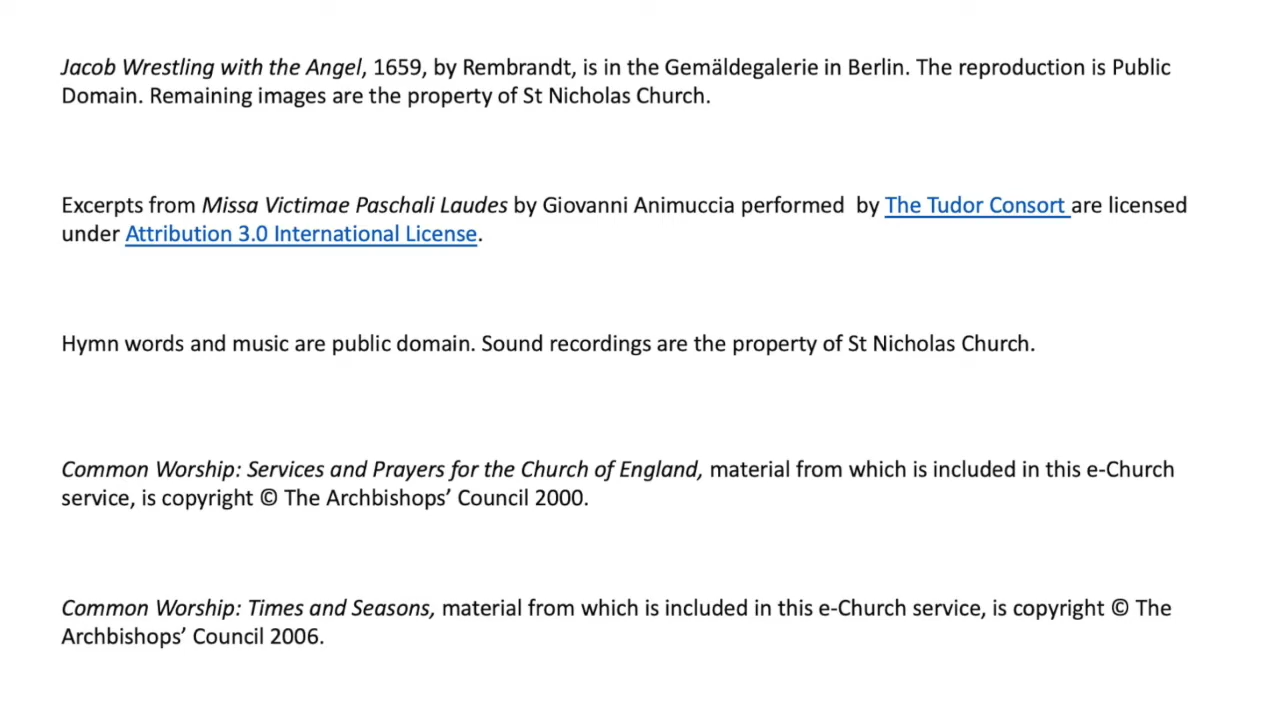 Jacob Wrestling with the Angel, 1659, by Rembrandt, is in the Gemäldegalerie in Berlin. The reproduction is Public
Domain. Remaining images are the property of St Nicholas Church.
Excerpts from Missa Victimae Paschali Laudes by Giovanni Animuccia performed  by The Tudor Consort are licensed
under Attribution 3.0 International License.
Hymn words and music are public domain. Sound recordings are the property of St Nicholas Church.
Common Worship: Services and Prayers for the Church of England, material from which is included in this e-Church
service, is copyright © The Archbishops’ Council 2000.
Common Worship: Times and Seasons, material from which is included in this e-Church service, is copyright © The
Archbishops’ Council 2006.